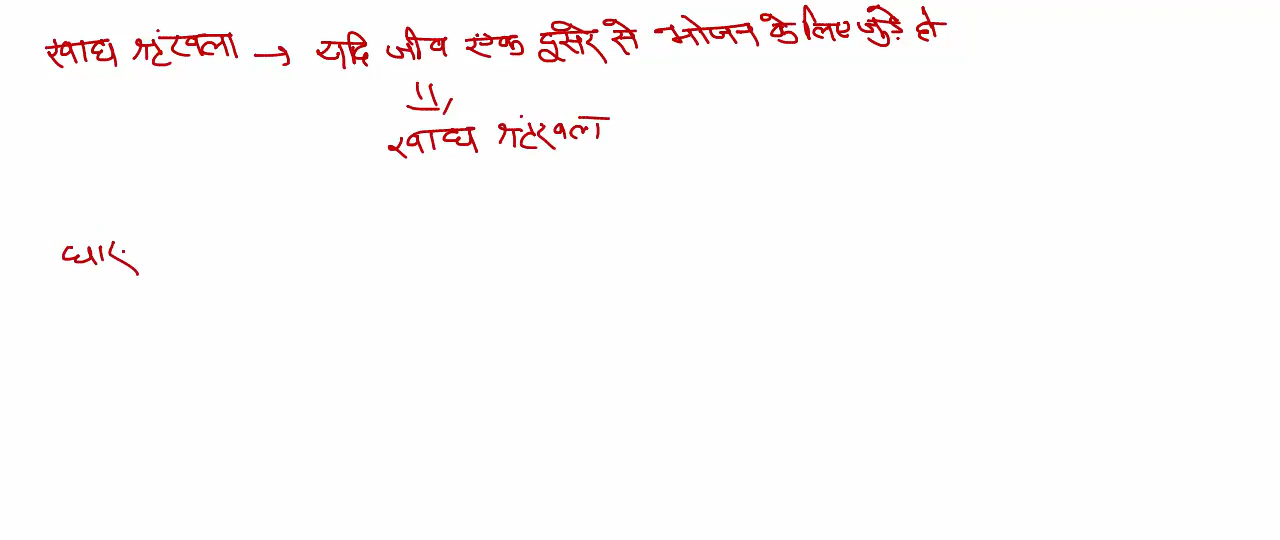 खाद्य श्रृंखला → यदि जीव एक दूसरे से भोजन के लिए जुड़े हो
खाद्य श्रृंखला